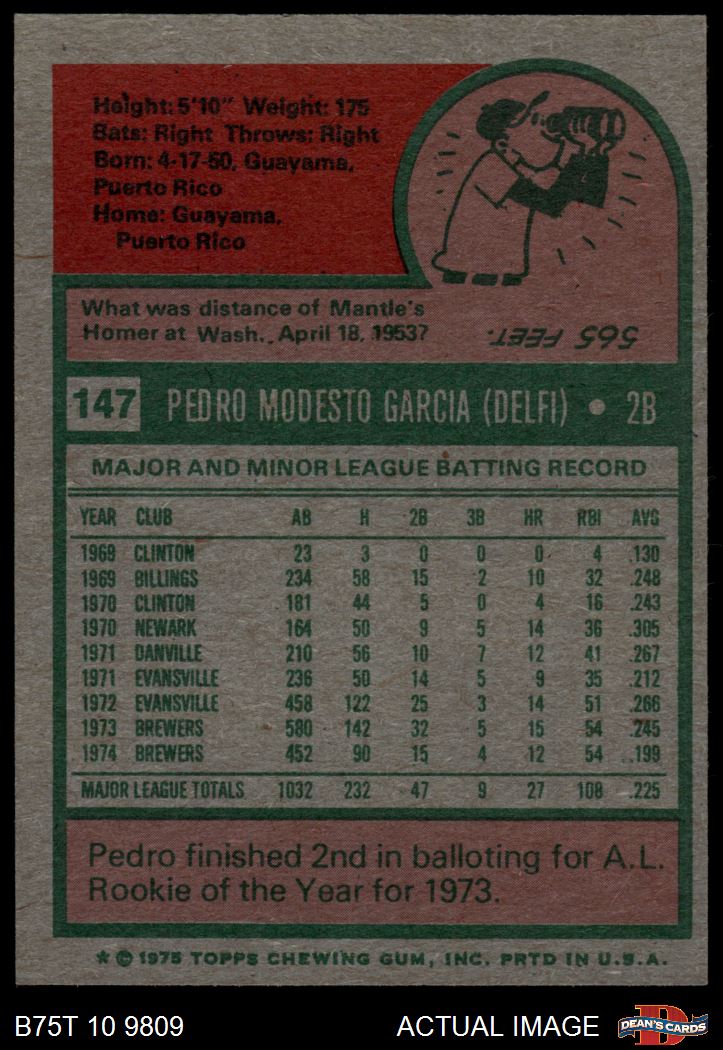 Height: 5'10" Weight: 175
Bats: Right Throws: Right
Born: 4-17-50, Guayama,
Puerto Rico
Home: Guayama,
Puerto Rico
What was distance of Mantle's
Homer at Wash., April 18, 1953?
565 FEET.
147 PEDRO MODESTO GARCIA (DELFI) • 2B
MAJOR AND MINOR LEAGUE BATTING RECORD
YEAR CLUB AB H 2B 3B HR RBI AVG
1969 CLINTON 23 3 0 0 0 4 .130
1969 BILLINGS 234 58 15 2 10 32 .248
1970 CLINTON 181 44 5 0 4 16 .243
1970 NEWARK 164 50 9 5 14 36 .305
1971 DANVILLE 210 56 10 7 12 41 .267
1971 EVANSVILLE 236 50 14 5 9 35 .212
1972 EVANSVILLE 458 122 25 3 14 51 .266
1973 BREWERS 580 142 32 5 15 54 .245
1974 BREWERS 452 90 15 4 12 54 .199
MAJOR LEAGUE TOTALS 1032 232 47 9 27 108 .225
Pedro finished 2nd in balloting for A.L.
Rookie of the Year for 1973.
* © 1975 TOPPS CHEWING GUM, INC. PRTD IN U.S.A.
B75T 10 9809 ACTUAL IMAGE DEAN'S CARDS